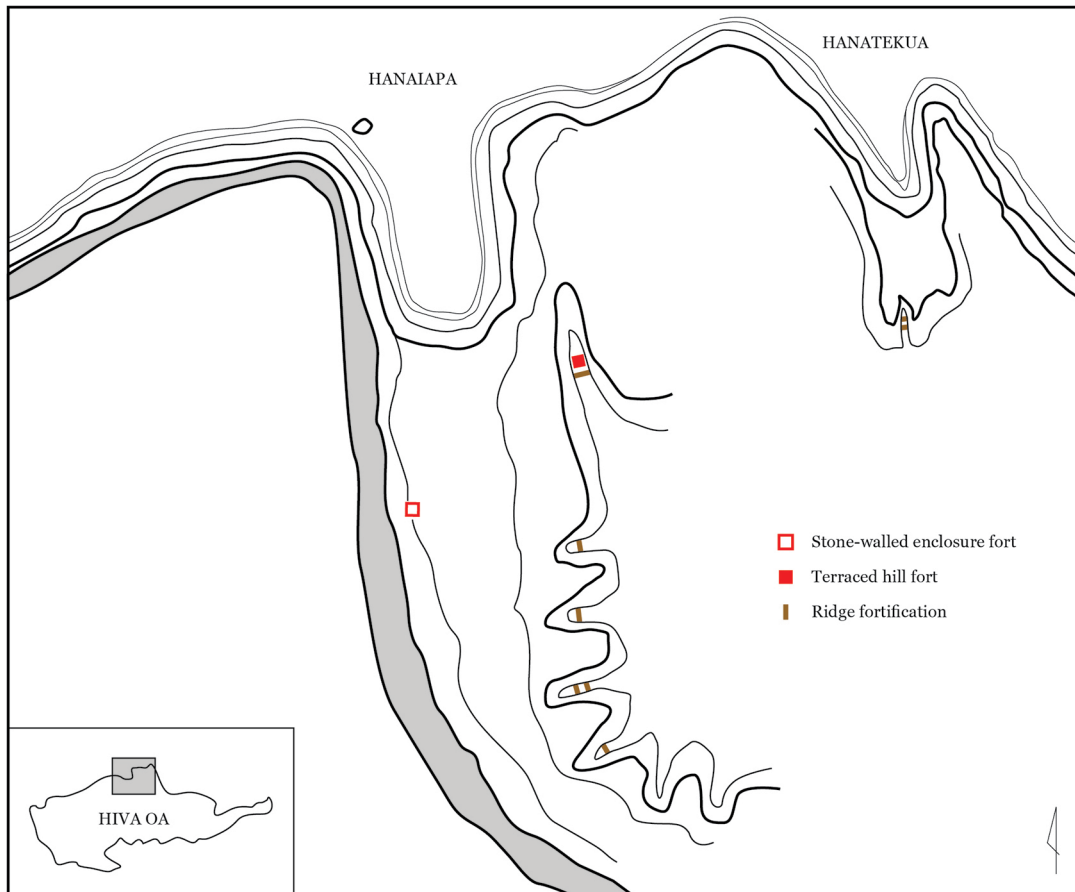 HANATEKUA
HANAIAPA
Stone-walled enclosure fort
Terraced hill fort
Ridge fortification
HIVA OA